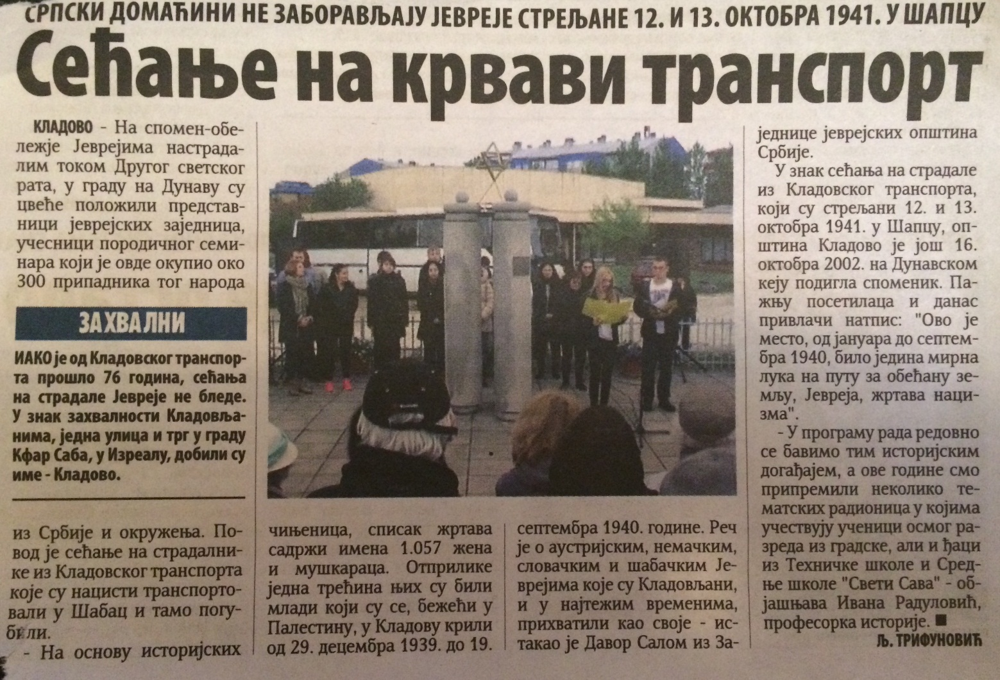 СРПСКИ ДОМАЋИНИ НЕ ЗАБОРАВЉАЈУ ЈЕВРЕЈЕ СТРЕЉАНЕ 12. И 13. ОКТОБРА 1941. У ШАПЦУ
Сећање на крвави транспорт
КЛАДОВО - На спомен-обе-
лежје Јеврејима настрада-
лим током Другог светског
рата, у граду на Дунаву су
цвеће положили представ-
ници јеврејских заједница,
учесници породичног семи-
нара који је овде окупио око
300 припадника тог народа
ЗАХВАЛНИ
ИАКО је од Кладовског транспор-
та прошло 76 година, сећања
на страдале Јевреје не бледе.
У знак захвалности Кладовља-
нима, једна улица и трг у граду
Кфар Саба, у Изреалу, добили су
име - Кладово.
из Србије и окружења. По-
вод је сећање на страдални-
ке из Кладовског транспорта
које су нацисти транспорто-
вали у Шабац и тамо погу-
били.
- На основу историјских
чињеница, списак жртава
садржи имена 1.057 жена
и мушкараца. Отприлике
једна трећина њих су били
млади који су се, бежећи у
Палестину, у Кладову крили
од 29. децембра 1939. до 19.
септембра 1940. године. Реч
је о аустријским, немачким,
словачким и шабачким Је-
врејима које су Кладовљани,
и у најтежим временима,
прихватили као своје - ис-
такао је Давор Салом из За-
једнице јеврејских општина
Србије.
У знак сећања на страдале
из Кладовског транспорта,
који су стрељани 12. и 13.
октобра 1941. у Шапцу, оп-
штина Кладово је још 16.
октобра 2002. на Дунавском
кеју подигла споменик. Па-
жњу посетилаца и данас
привлачи натпис: "Ово је
место, од јануара до септем-
бра 1940, било једина мирна
лука на путу за обећану зе-
мљу, Јевреја, жртава наци-
зма".
- У програму рада редовно
се бавимо тим историјским
догађајем, а ове године смо
припремили неколико те-
матских радионица у којима
учествују ученици осмог ра-
зреда из градске, али и ђаци
из Техничке школе и Сред-
ње школе "Свети Сава" - об-
јашњава Ивана Радуловић,
професорка историје. ■
Љ. ТРИФУНОВИЋ